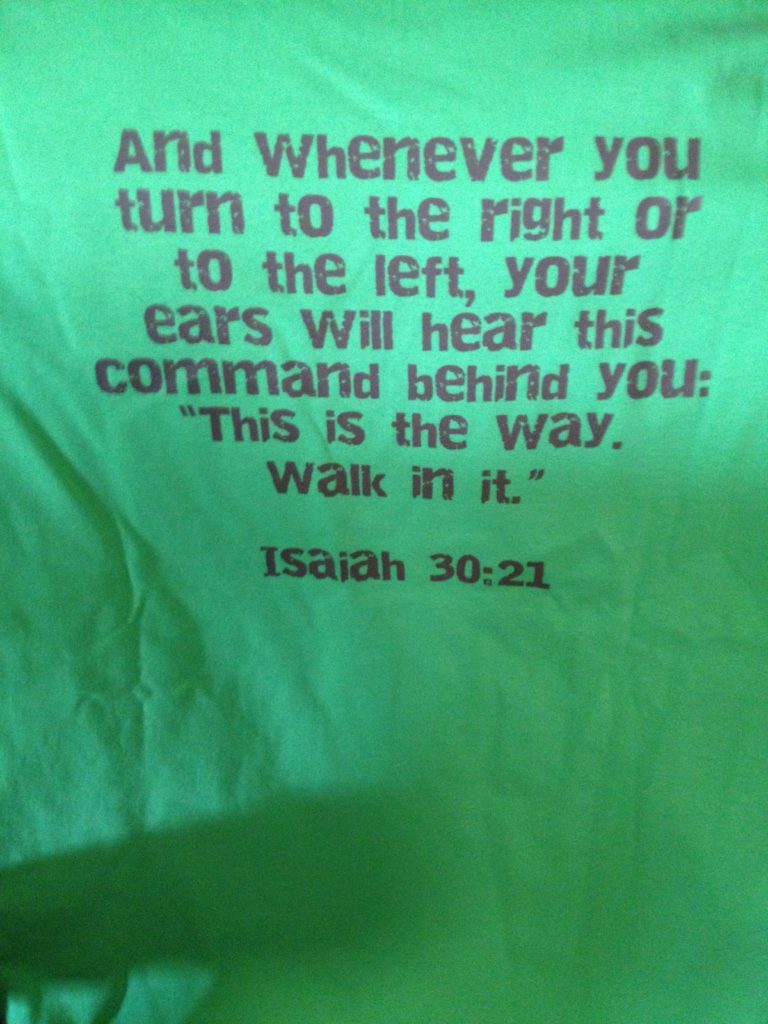 And whenever you
turn to the right or
to the left, your
ears will hear this
command behind you:
"This is the way.
Walk in it."
Isaiah 30:21